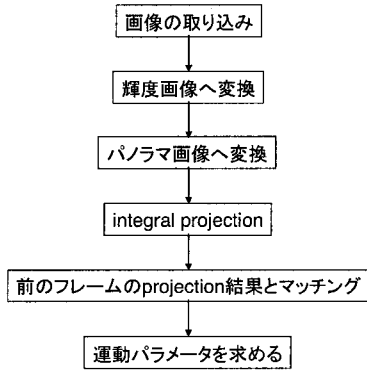 画像の取り込み
輝度画像へ変換
パノラマ画像へ変換
integral projection
前のフレームのprojection結果とマッチング
運動パラメータを求める